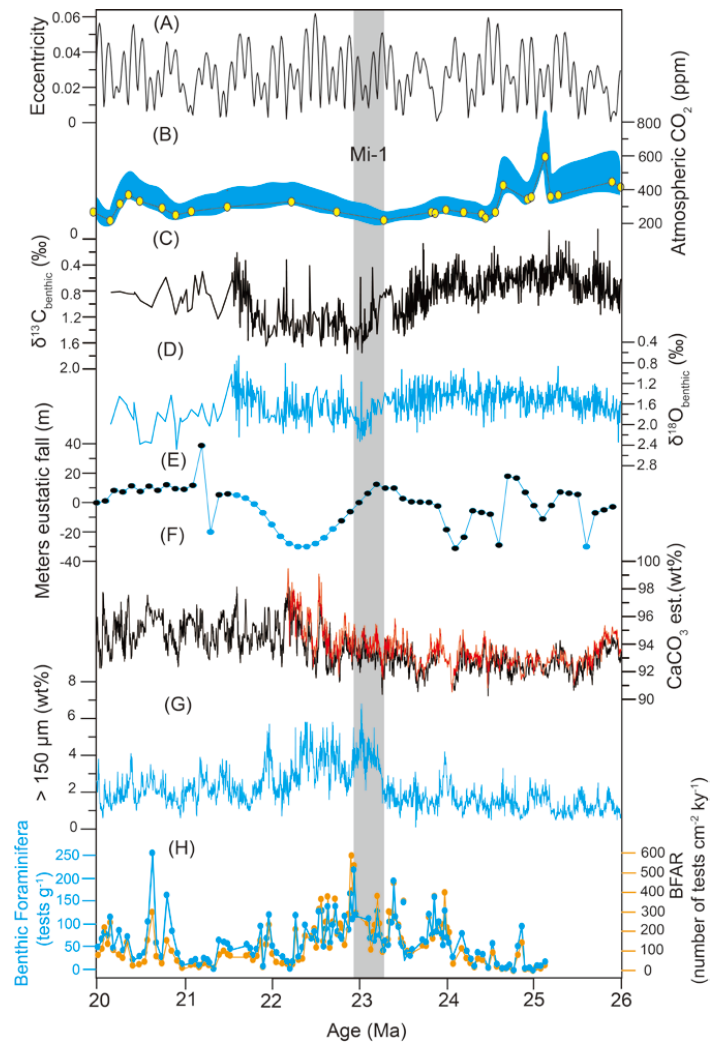 (A)
0.06
0.04
0.02
0
Eccentricity
(B)
Mi-1
800
600
400
200
Atmospheric CO2 (ppm)
(C)
0
0.4
0.8
1.2
1.6
2.0
δ13Cbenthic (‰)
(D)
0.4
0.8
1.2
1.6
2.0
2.4
2.8
δ18Obenthic (‰)
(E)
40
20
0
-20
-40
Meters eustatic fall (m)
(F)
100
98
96
94
92
90
CaCO3 est.(wt%)
(G)
8
6
4
2
0
> 150 µm (wt%)
(H)
250
200
150
100
50
0
Benthic Foraminifera
(tests g-1)
600
500
400
300
200
100
0
BFAR
(number of tests cm-2 ky-1)
20 21 22 23 24 25 26
Age (Ma)